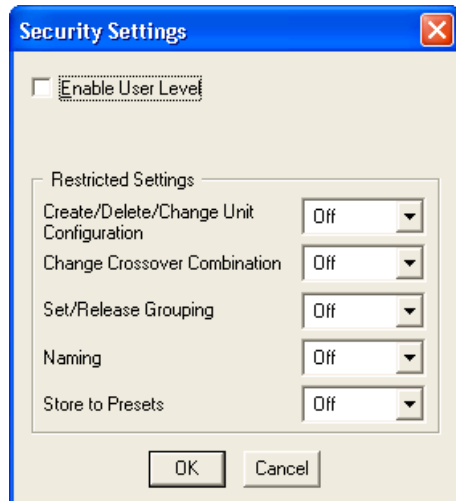 Security Settings
Enable User Level
Restricted Settings
Create/Delete/Change Unit
Configuration
Off
Change Crossover Combination
Off
Set/Release Grouping
Off
Naming
Off
Store to Presets
Off
OK
Cancel